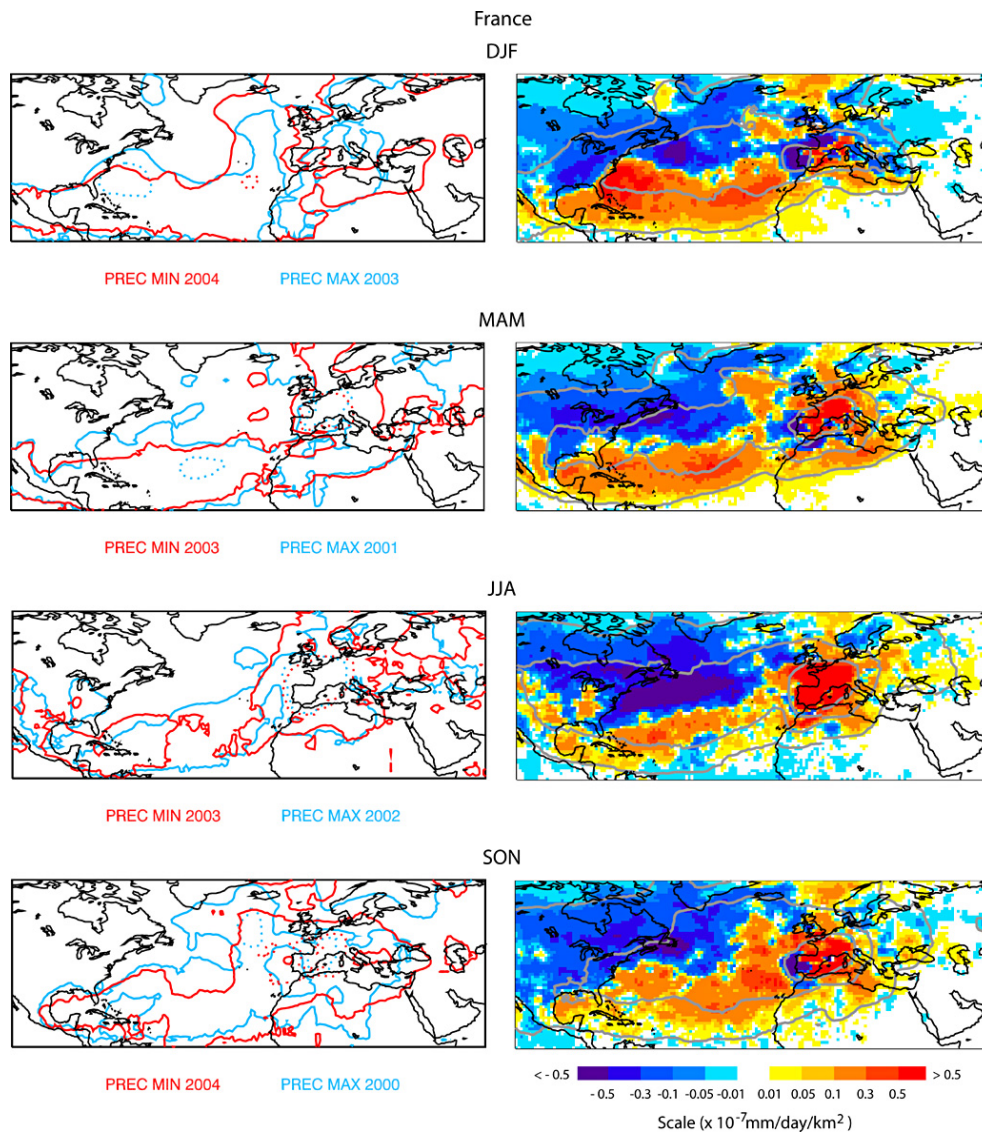 France
DJF
PREC MIN 2004 PREC MAX 2003
MAM
PREC MIN 2003 PREC MAX 2001
JJA
PREC MIN 2003 PREC MAX 2002
SON
PREC MIN 2004 PREC MAX 2000
< - 0.5 > 0.5
- 0.5 -0.3 -0.1 -0.05 -0.01 0.01 0.05 0.1 0.3 0.5
Scale (x 10⁻⁷mm/day/km²)